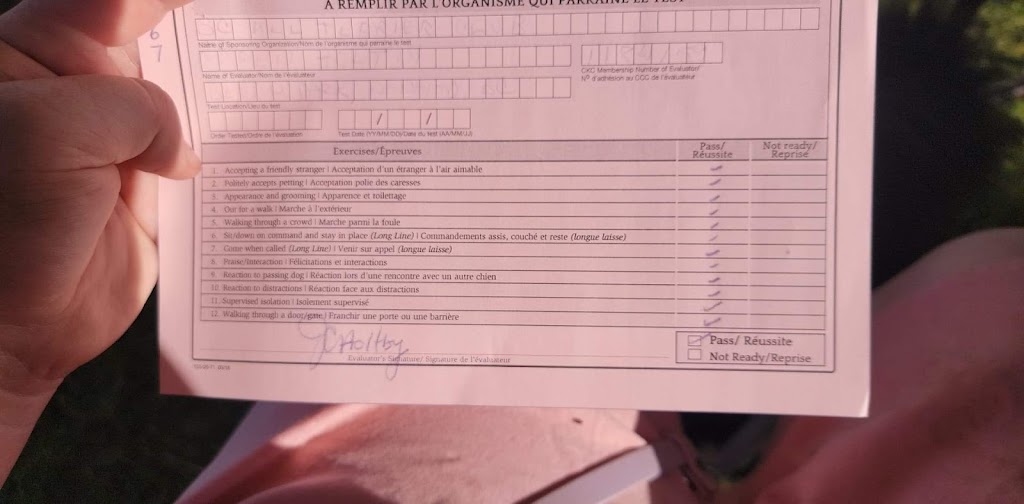 À REMPLIR PAR L'ORGANISME QUI PARRAINE LE TEST
6
7
Name of Sponsoring Organization/Nom de l'organisme qui parraine le test
Name of Evaluator/Nom de l'évaluateur
CKC Membership Number of Evaluator/
N° d'adhésion au CCC de l'évaluateur
Test Location/Lieu du test
Order Tested/Ordre de l'évaluation
Test Date (YY/MM/DD)/Date du test (AA/MM/JJ)
Exercises/Épreuves
Pass/
Réussite
Not ready/
Reprise
1. Accepting a friendly stranger | Acceptation d'un étranger à l'air aimable
2. Politely accepts petting | Acceptation polie des caresses
3. Appearance and grooming | Apparence et toilettage
4. Out for a walk | Marche à l'extérieur
5. Walking through a crowd | Marche parmi la foule
6. Sit/down on command and stay in place (Long Line) | Commandements assis, couché et reste (longue laisse)
7. Come when called (Long Line) | Venir sur appel (longue laisse)
8. Praise/Interaction | Félicitations et interactions
9. Reaction to passing dog | Réaction lors d'une rencontre avec un autre chien
10. Reaction to distractions | Réaction face aux distractions
11. Supervised isolation | Isolement supervisé
12. Walking through a door/gate | Franchir une porte ou une barrière
JC Holtby
Evaluator's Signature/ Signature de l'évaluateur
Pass/ Réussite
Not Ready/Reprise